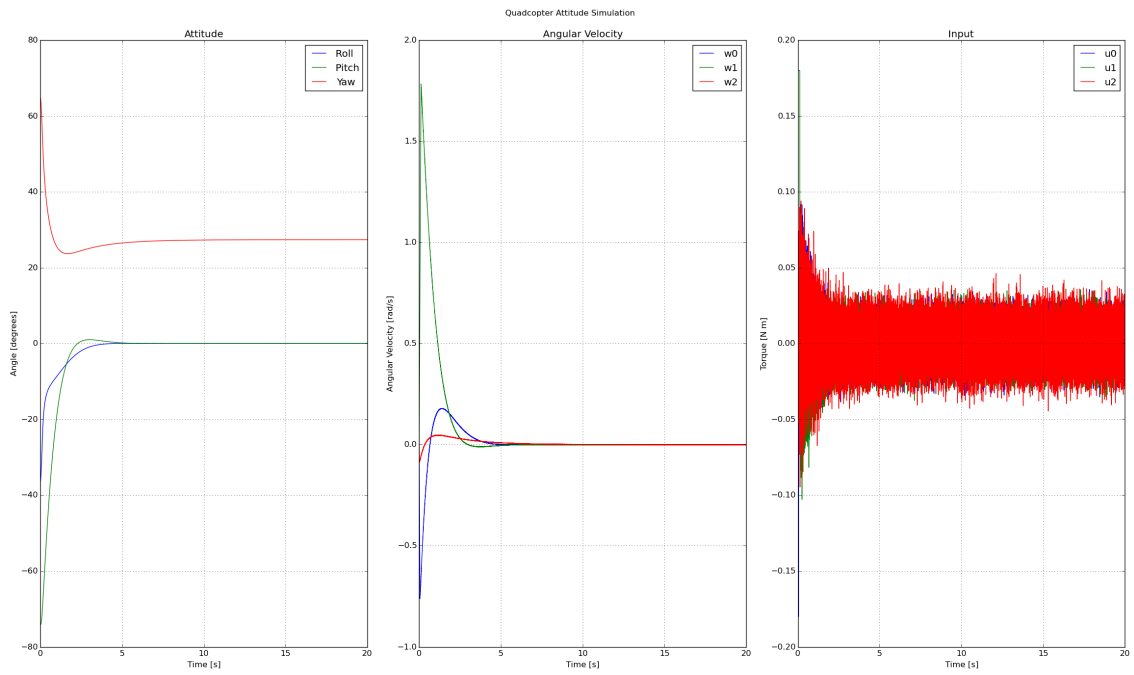 Quadcopter Attitude Simulation
Attitude
80
60
40
20
0
−20
−40
−60
−80
Angle [degrees]
0
5
10
15
20
Time [s]
Roll
Pitch
Yaw
Angular Velocity
2.0
1.5
1.0
0.5
0.0
−0.5
−1.0
Angular Velocity [rad/s]
0
5
10
15
20
Time [s]
w0
w1
w2
Input
0.20
0.15
0.10
0.05
0.00
−0.05
−0.10
−0.15
−0.20
Torque [N m]
0
5
10
15
20
Time [s]
u0
u1
u2